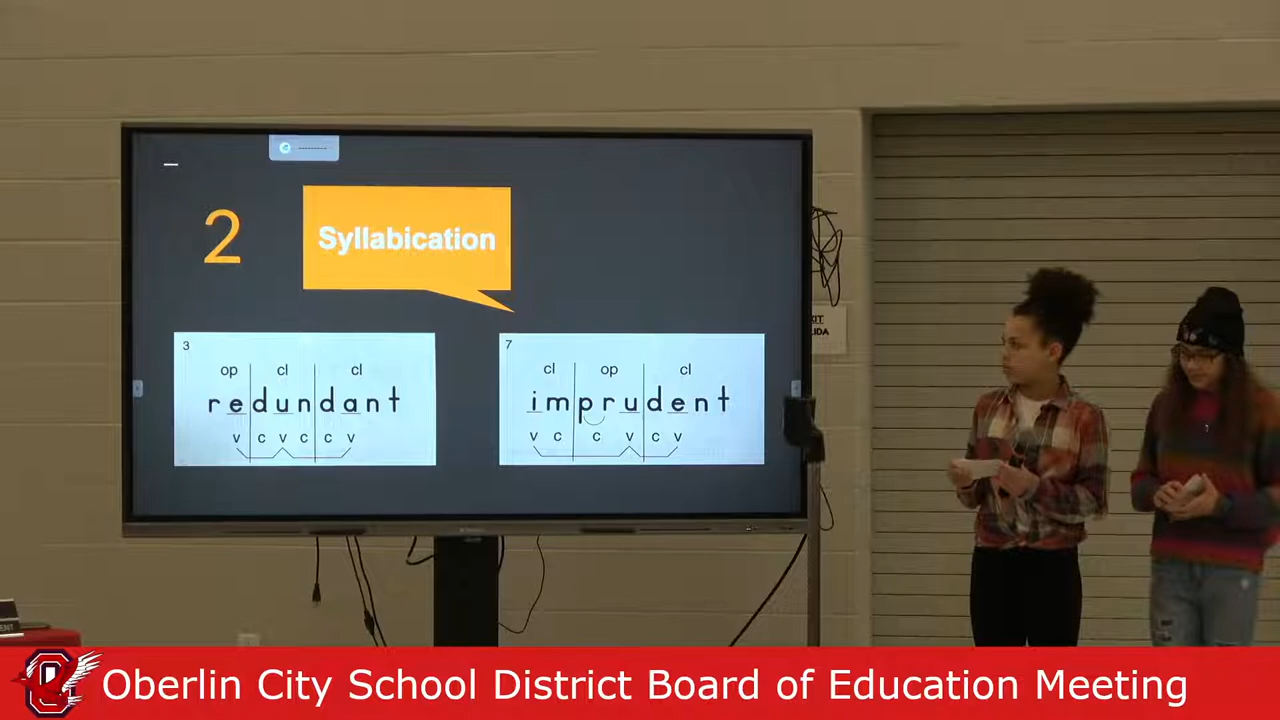 2
Syllabication
3
op cl cl
redundant
v c v c c v
7
cl op cl
imprudent
v c c v c v
ENT
Oberlin City School District Board of Education Meeting